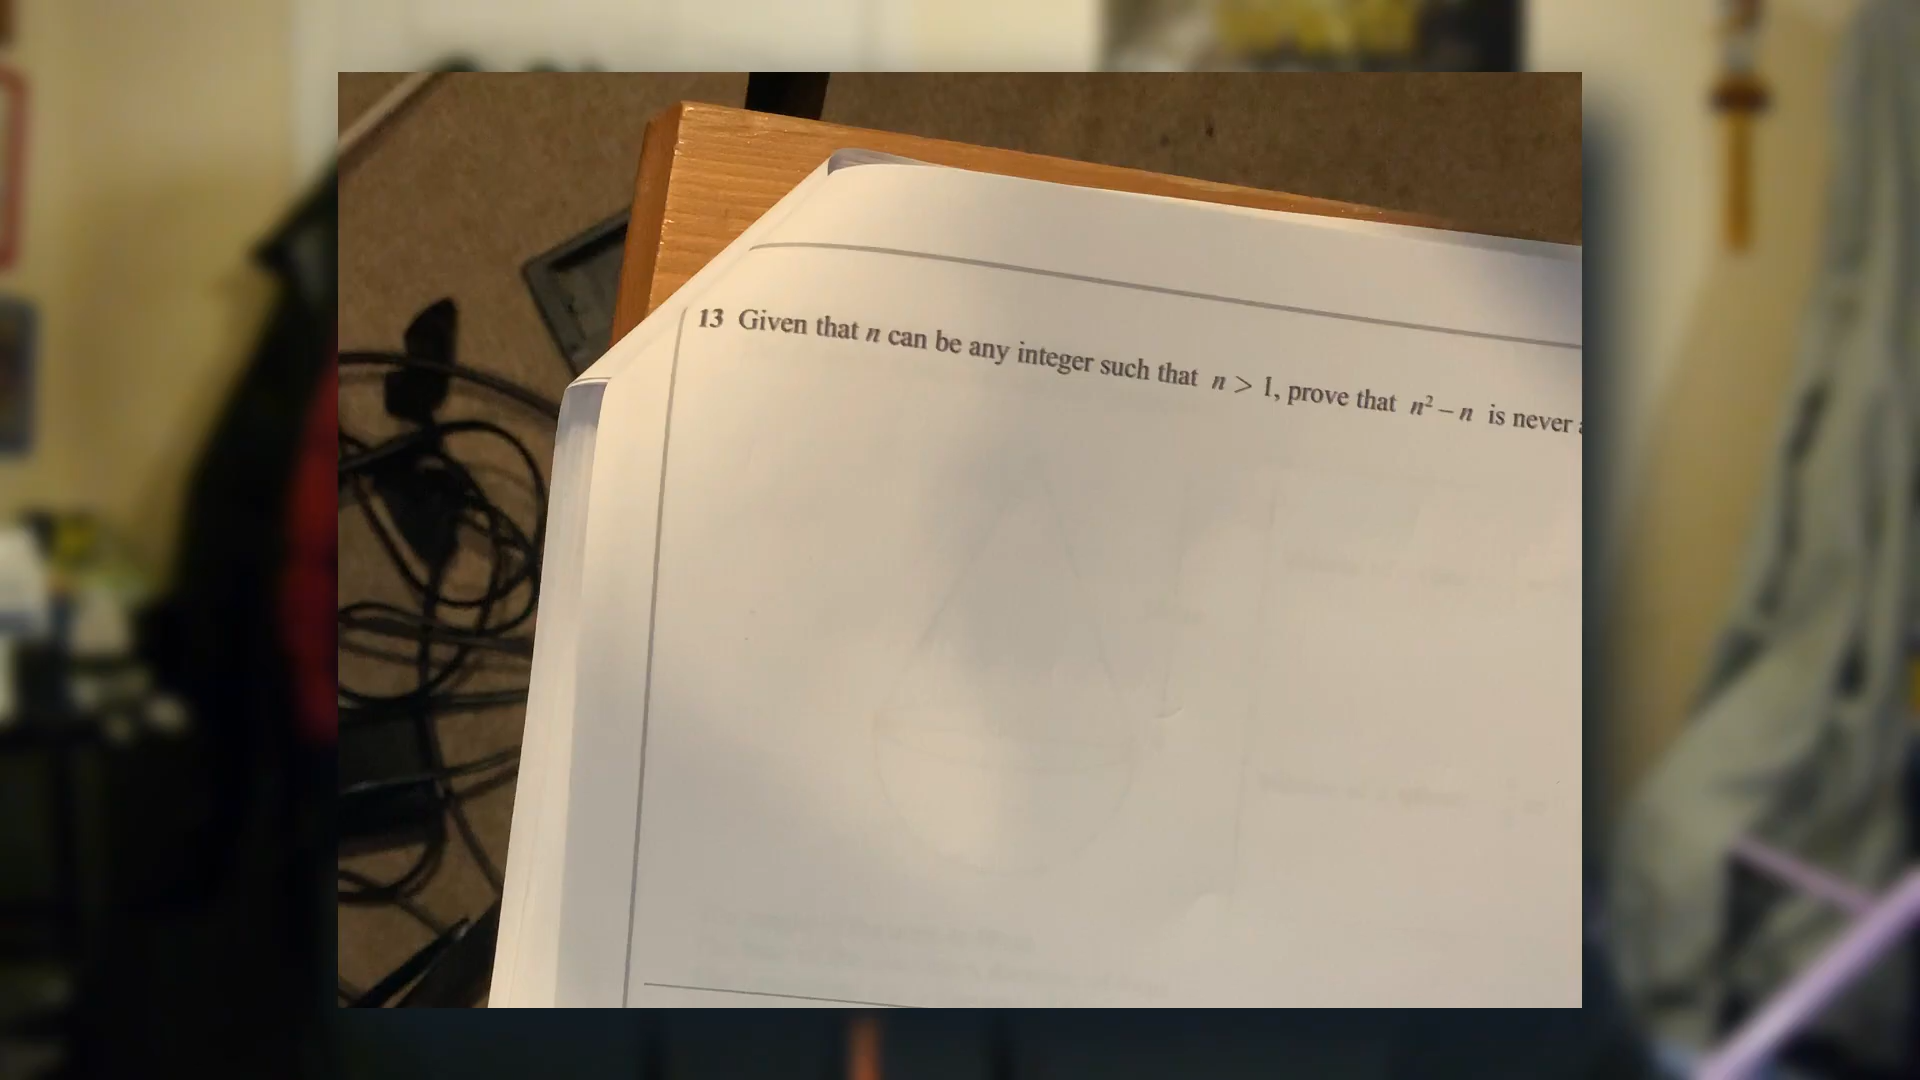 13 Given that n can be any integer such that n > 1, prove that n² – n is never